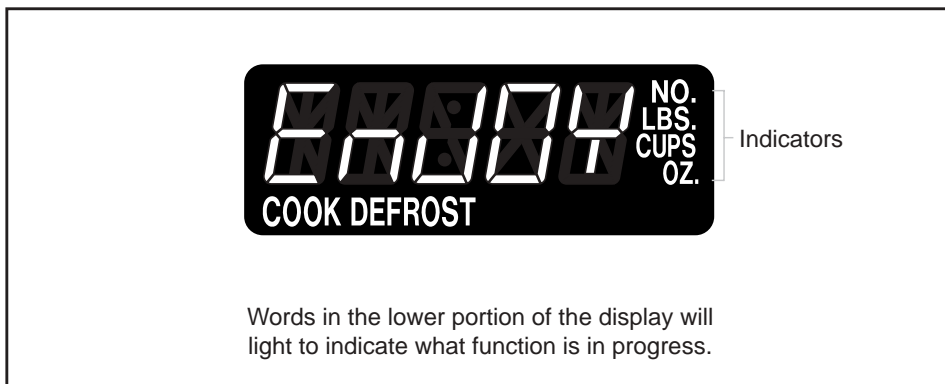 EnJOY
NO.
LBS.
CUPS
OZ.
Indicators
COOK DEFROST
Words in the lower portion of the display will
light to indicate what function is in progress.